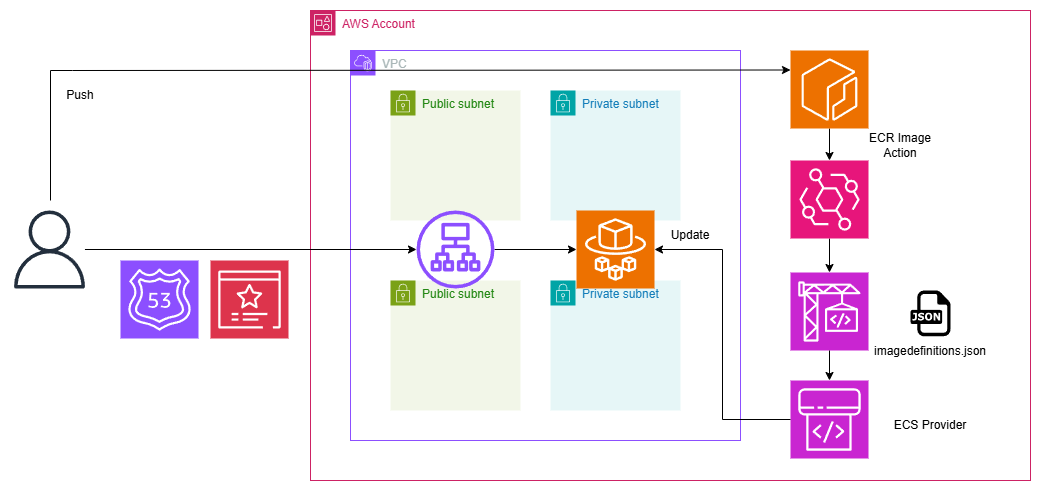 AWS Account
VPC
Push
Public subnet
Private subnet
ECR Image
Action
Update
53
Public subnet
Private subnet
JSON
imagedefinitions.json
ECS Provider